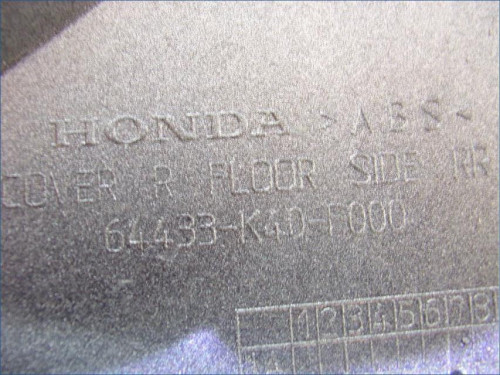 HONDA >ABS<
COVER R FLOOR SIDE RR
64433-K40-F000
1 2 3 4 5 6 7 8